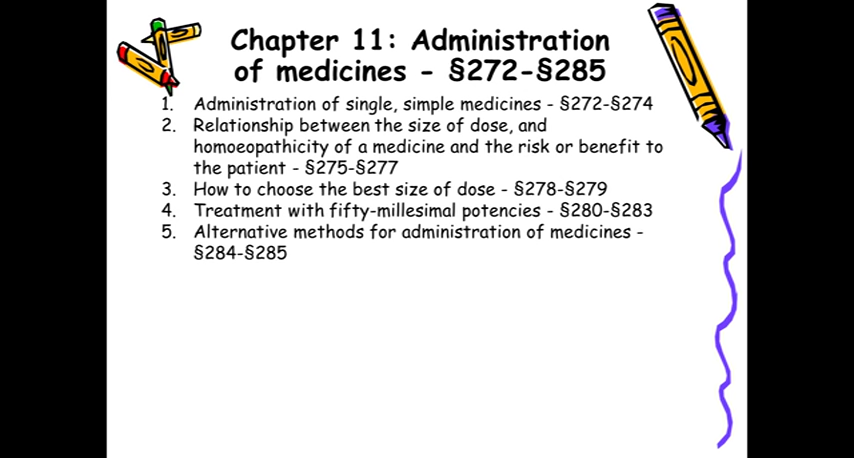 Chapter 11: Administration
of medicines - §272-§285
1. Administration of single, simple medicines - §272-§274
2. Relationship between the size of dose, and
homoeopathicity of a medicine and the risk or benefit to
the patient - §275-§277
3. How to choose the best size of dose - §278-§279
4. Treatment with fifty-millesimal potencies - §280-§283
5. Alternative methods for administration of medicines -
§284-§285